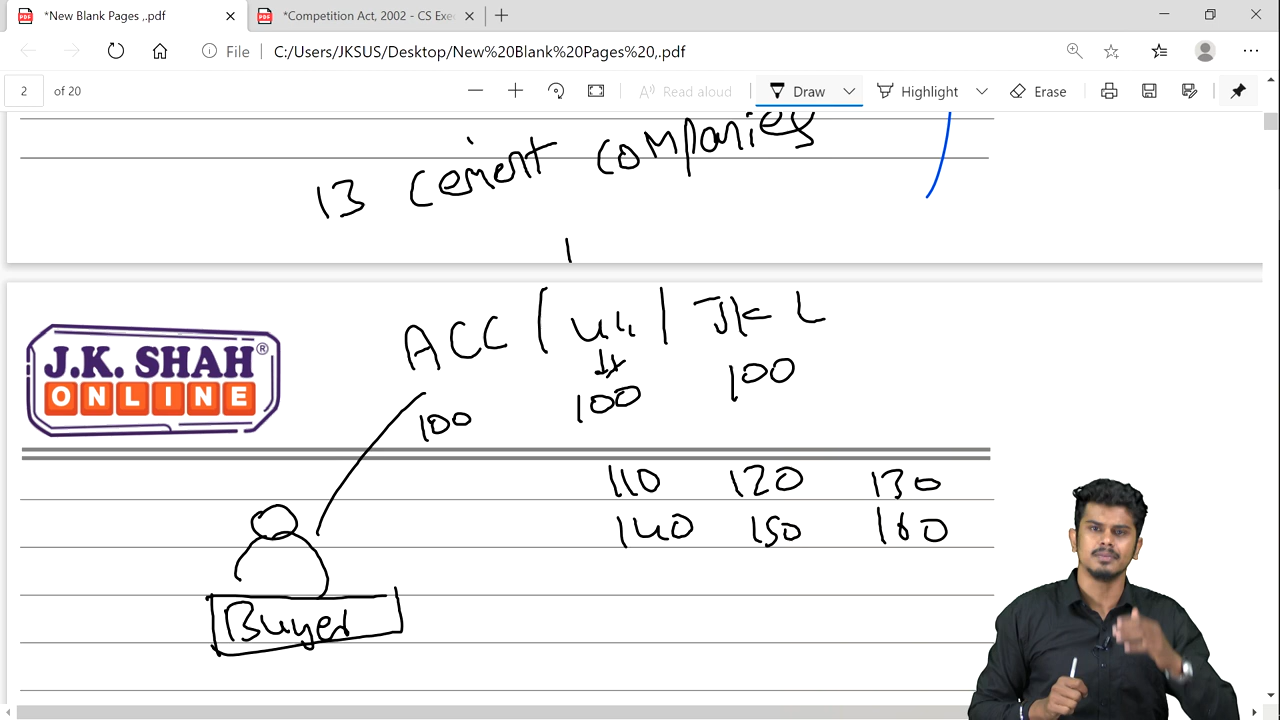 *New Blank Pages ,.pdf
*Competition Act, 2002 - CS Exec
File C:/Users/JKSUS/Desktop/New%20Blank%20Pages%20,.pdf
2 of 20
Read aloud
Draw
Highlight
Erase
13 cement companies
ACC | | JK L
100 100 100
J.K. SHAH®
ONLINE
110 120 130
140 150 160
Buyer